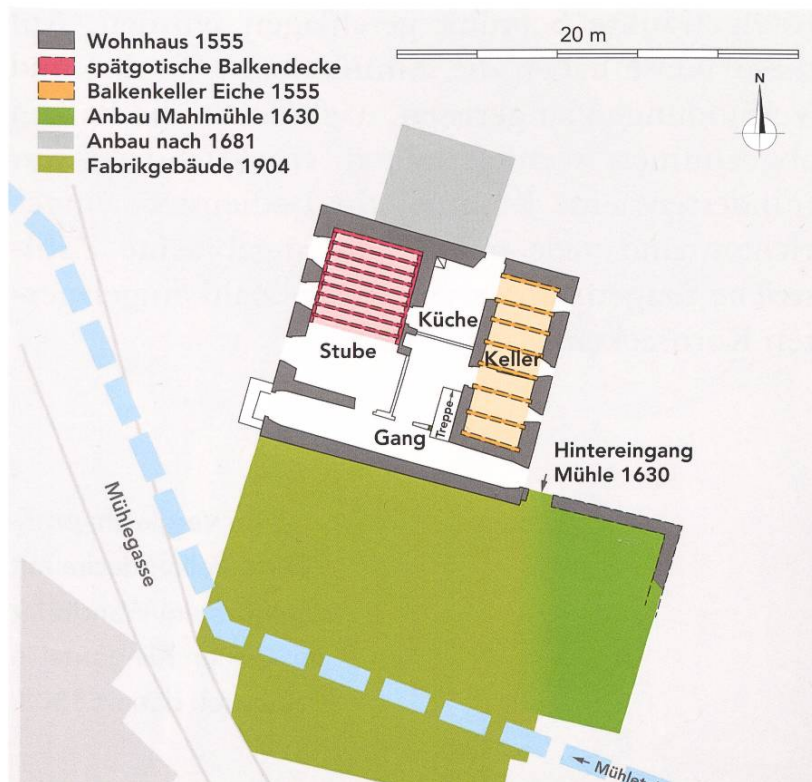 Wohnhaus 1555
spätgotische Balkendecke
Balkenkeller Eiche 1555
Anbau Mahlmühle 1630
Anbau nach 1681
Fabrikgebäude 1904
20 m
N
Küche
Stube
Keller
Treppe
Gang
Hintereingang
Mühle 1630
Mühlegasse